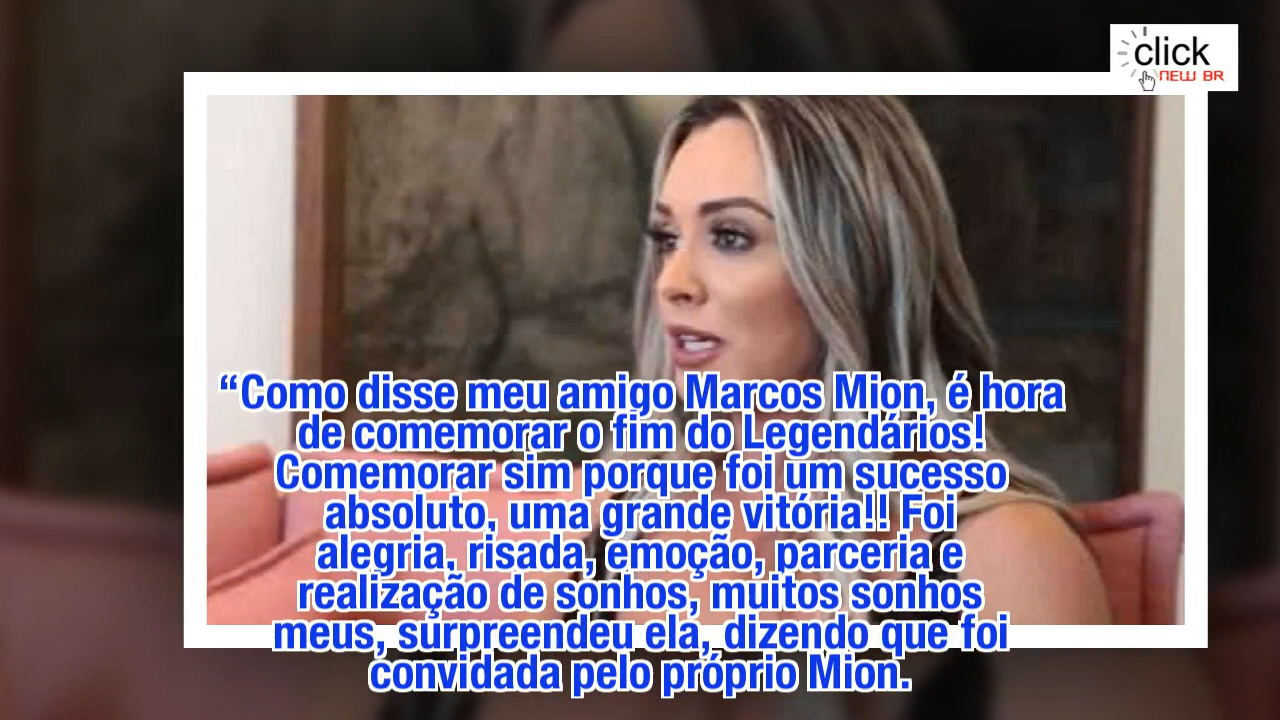 click
NEW BR
“Como disse meu amigo Marcos Mion, é hora
de comemorar o fim do Legendários!
Comemorar sim porque foi um sucesso
absoluto, uma grande vitória!! Foi
alegria, risada, emoção, parceria e
realização de sonhos, muitos sonhos
meus, surpreendeu ela, dizendo que foi
convidada pelo próprio Mion.